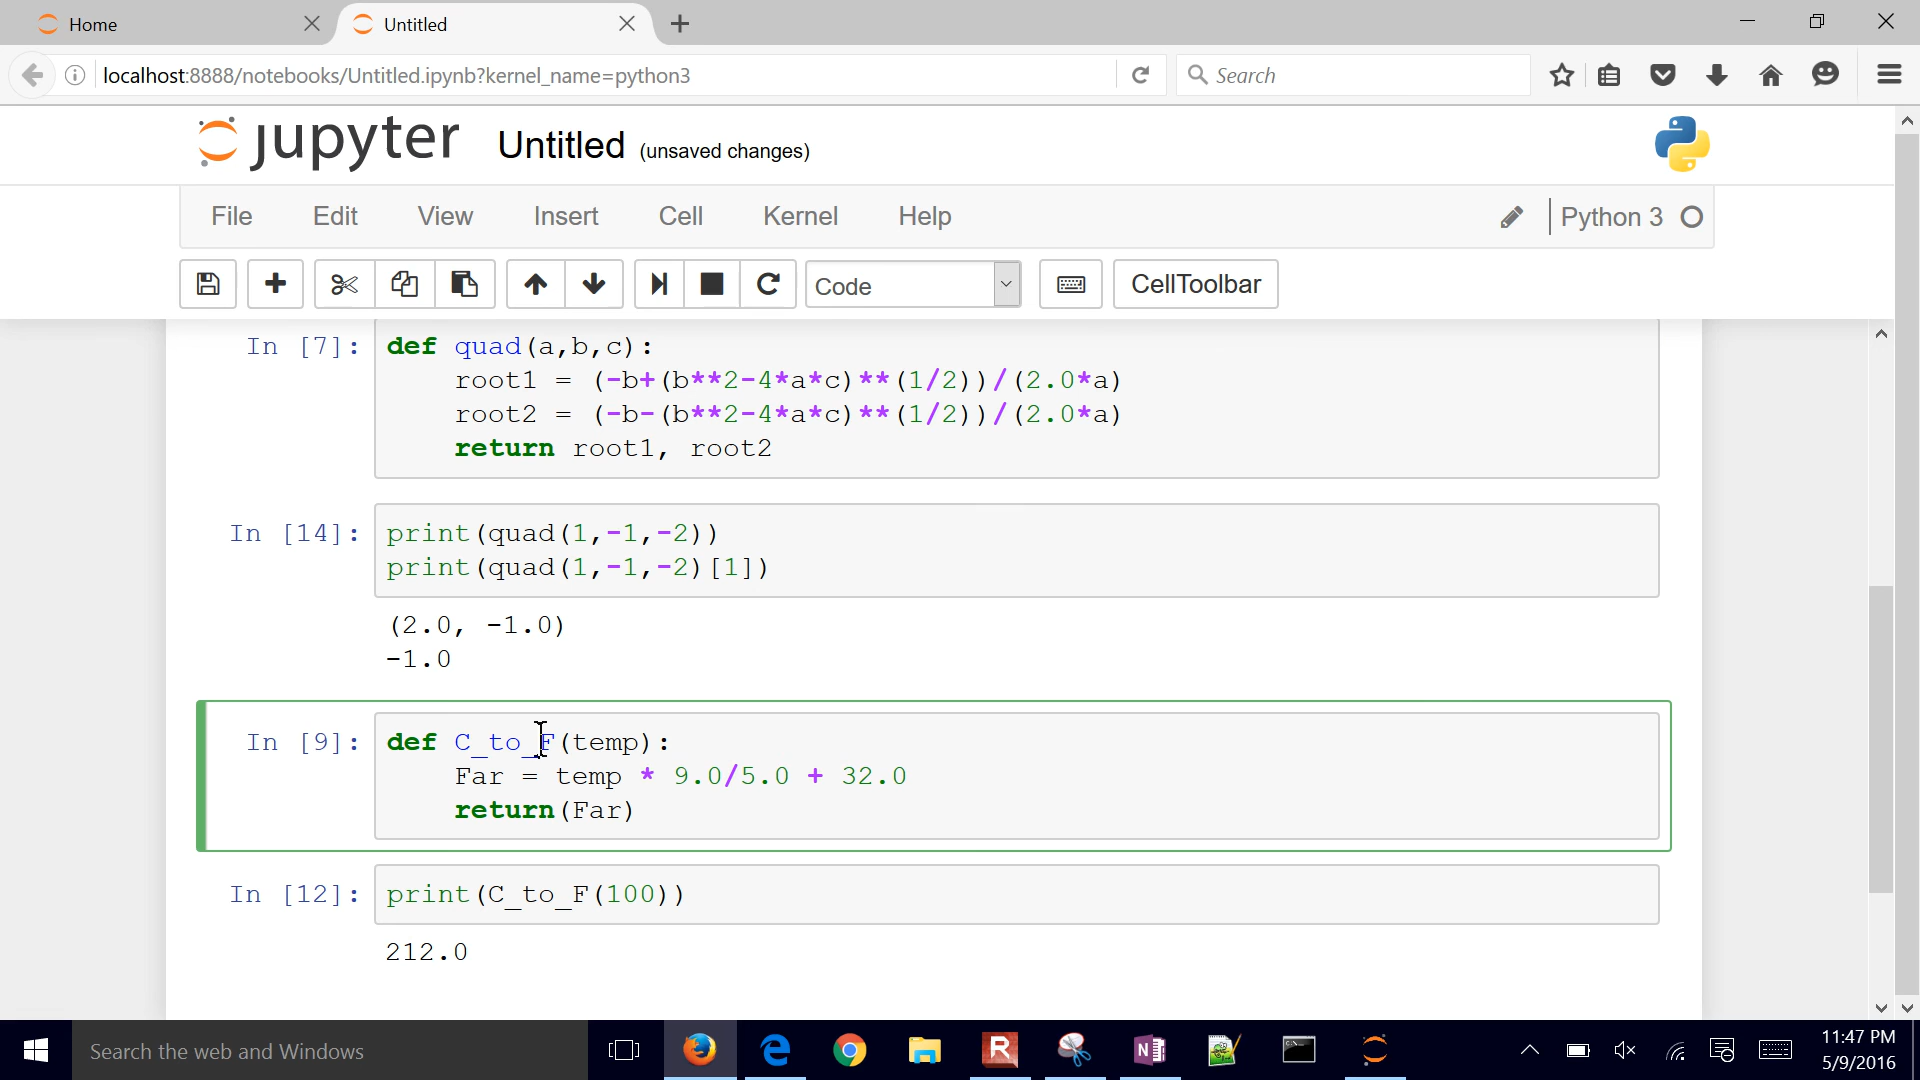 Home
Untitled
localhost:8888/notebooks/Untitled.ipynb?kernel_name=python3
Search
jupyter Untitled (unsaved changes)
File Edit View Insert Cell Kernel Help Python 3
Code CellToolbar
In [7]: def quad(a,b,c):
root1 = (-b+(b**2-4*a*c)**(1/2))/(2.0*a)
root2 = (-b-(b**2-4*a*c)**(1/2))/(2.0*a)
return root1, root2
In [14]: print(quad(1,-1,-2))
print(quad(1,-1,-2)[1])
(2.0, -1.0)
-1.0
In [9]: def C_to_F(temp):
Far = temp * 9.0/5.0 + 32.0
return(Far)
In [12]: print(C_to_F(100))
212.0
Search the web and Windows
R
N
11:47 PM
5/9/2016